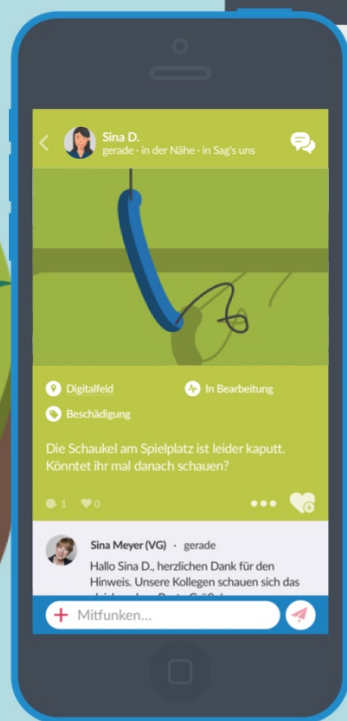 Sina D.
gerade - in der Nähe - in Sag's uns
Digitalfeld
In Bearbeitung
Beschädigung
Die Schaukel am Spielplatz ist leider kaputt.
Könntet ihr mal danach schauen?
1
0
Sina Meyer (VG) · gerade
Hallo Sina D., herzlichen Dank für den
Hinweis. Unsere Kollegen schauen sich das
Mitfunken...